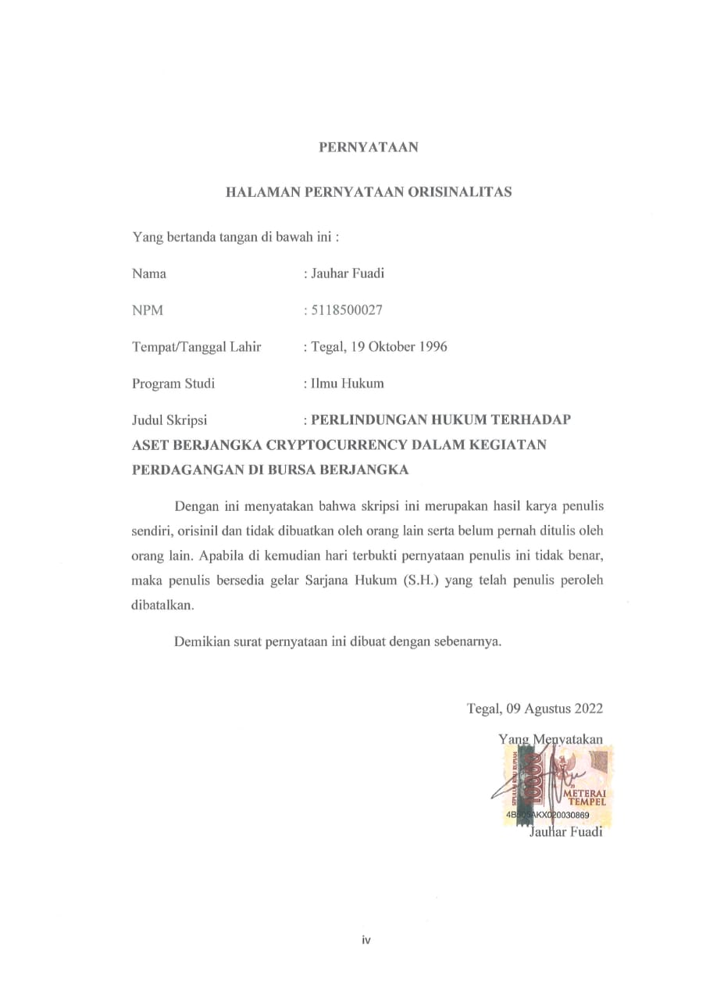 PERNYATAAN
HALAMAN PERNYATAAN ORISINALITAS
Yang bertanda tangan di bawah ini :
Nama : Jauhar Fuadi
NPM : 5118500027
Tempat/Tanggal Lahir : Tegal, 19 Oktober 1996
Program Studi : Ilmu Hukum
Judul Skripsi : PERLINDUNGAN HUKUM TERHADAP
ASET BERJANGKA CRYPTOCURRENCY DALAM KEGIATAN
PERDAGANGAN DI BURSA BERJANGKA
Dengan ini menyatakan bahwa skripsi ini merupakan hasil karya penulis
sendiri, orisinil dan tidak dibuatkan oleh orang lain serta belum pernah ditulis oleh
orang lain. Apabila di kemudian hari terbukti pernyataan penulis ini tidak benar,
maka penulis bersedia gelar Sarjana Hukum (S.H.) yang telah penulis peroleh
dibatalkan.
Demikian surat pernyataan ini dibuat dengan sebenarnya.
Tegal, 09 Agustus 2022
Yang Menyatakan
SEPULUH RIBU RUPIAH
10000
METERAI
TEMPEL
Jauhar Fuadi
iv